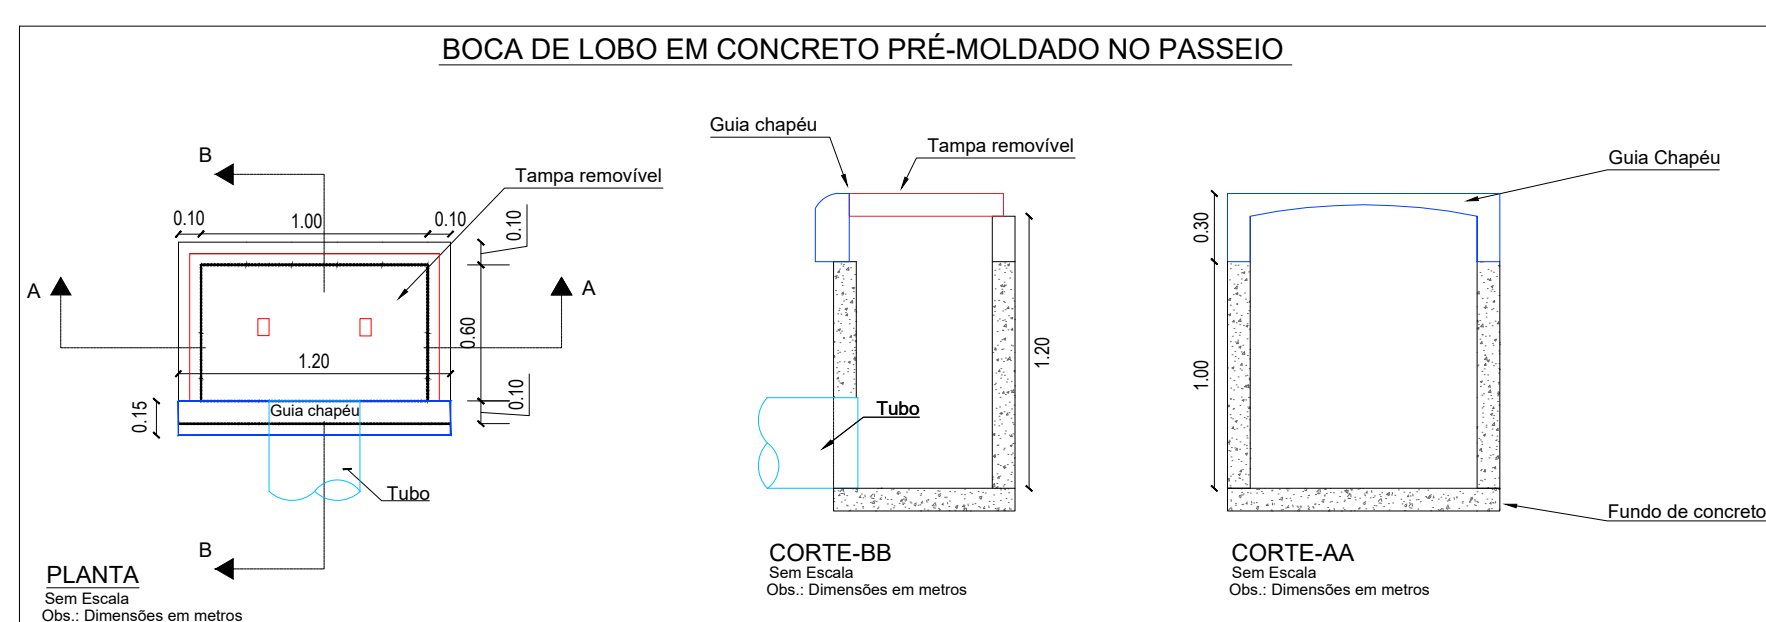 BOCA DE LOBO EM CONCRETO PRÉ-MOLDADO NO PASSEIO
B
Tampa removível
0.10
1.00
0.10
0.10
A
A
0.60
1.20
0.15
Guia chapéu
0.10
Tubo
B
PLANTA
Sem Escala
Obs.: Dimensões em metros
Guia chapéu
Tampa removível
1.20
Tubo
CORTE-BB
Sem Escala
Obs.: Dimensões em metros
Guia Chapéu
0.30
1.00
Fundo de concreto
CORTE-AA
Sem Escala
Obs.: Dimensões em metros